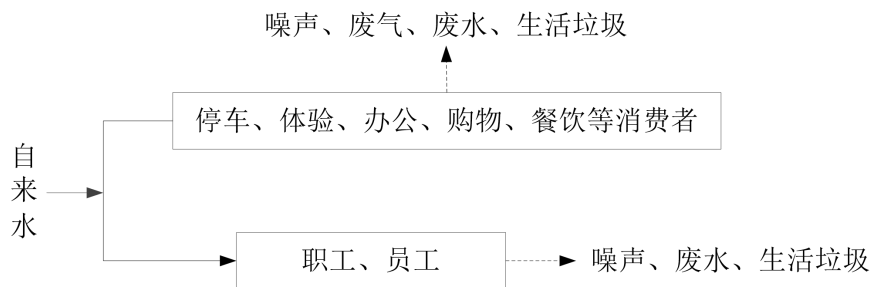 噪声、废气、废水、生活垃圾
停车、体验、办公、购物、餐饮等消费者
自来水
职工、员工
噪声、废水、生活垃圾